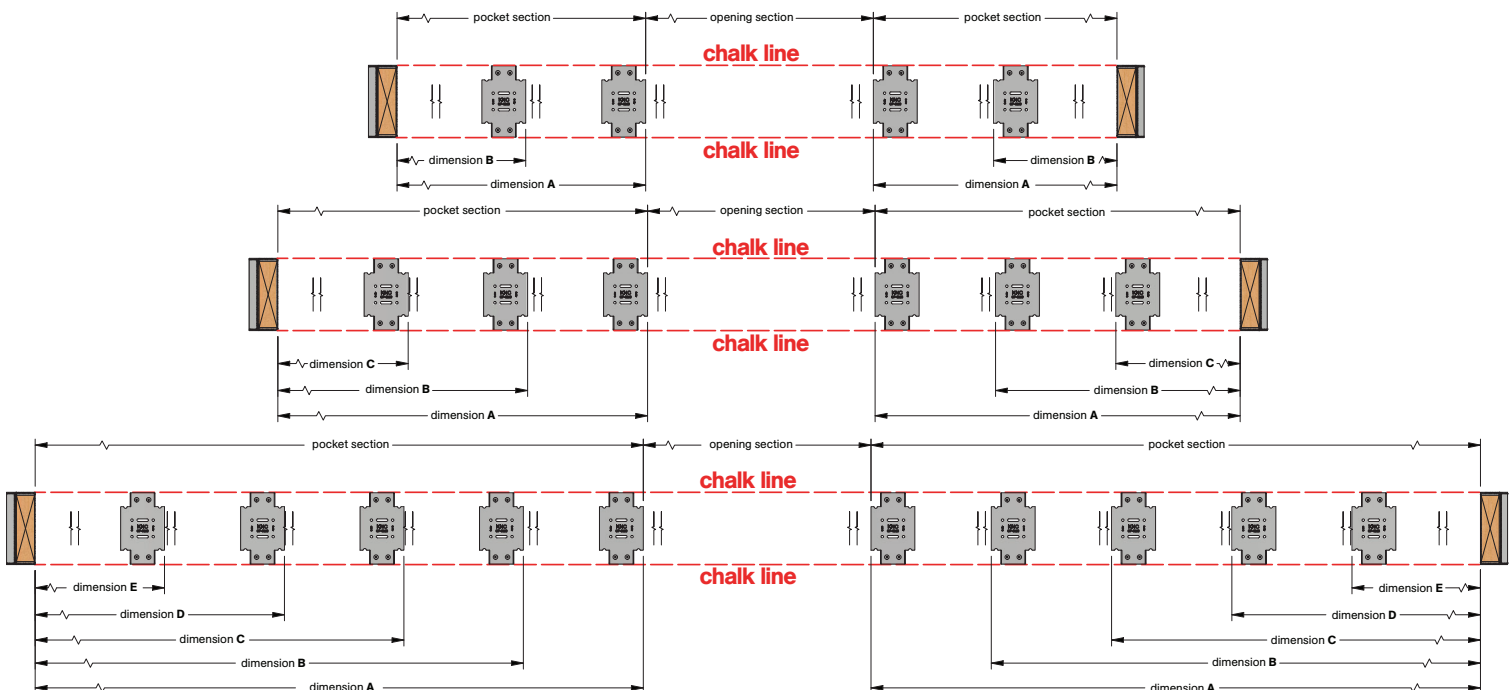 pocket section
opening section
pocket section
chalk line
chalk line
dimension B
dimension B
dimension A
dimension A
pocket section
opening section
pocket section
chalk line
chalk line
dimension C
dimension C
dimension B
dimension B
dimension A
dimension A
pocket section
opening section
pocket section
chalk line
chalk line
dimension E
dimension E
dimension D
dimension D
dimension C
dimension C
dimension B
dimension B
dimension A
dimension A